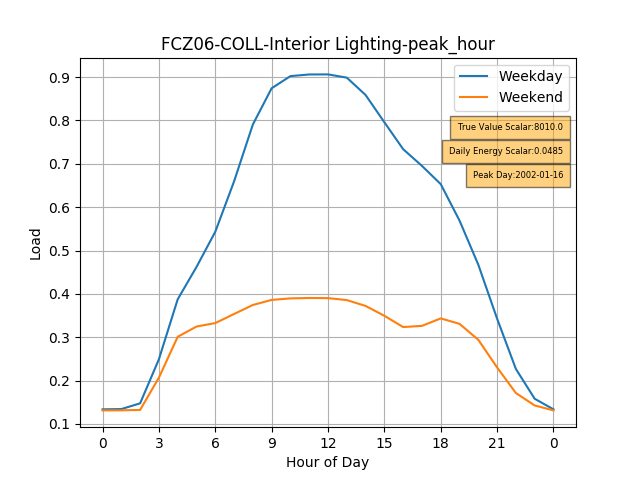 FCZ06-COLL-Interior Lighting-peak_hour
Weekday
Weekend
True Value Scalar:8010.0
Daily Energy Scalar:0.0485
Peak Day:2002-01-16
Load
0.9
0.8
0.7
0.6
0.5
0.4
0.3
0.2
0.1
0 3 6 9 12 15 18 21 0
Hour of Day